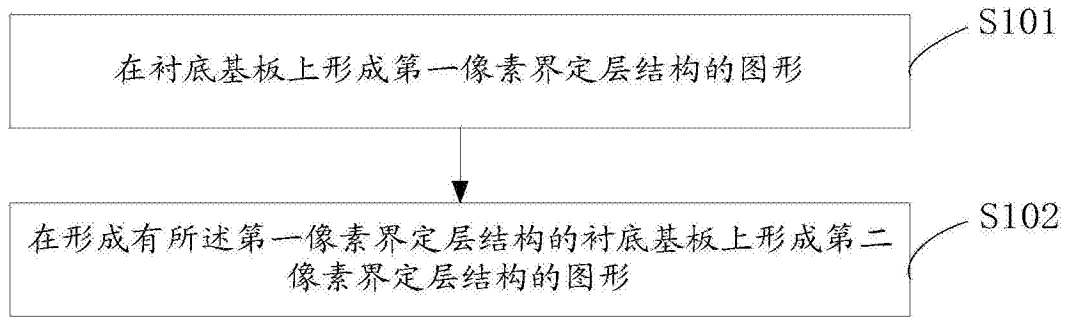 S101
在衬底基板上形成第一像素界定层结构的图形
S102
在形成有所述第一像素界定层结构的衬底基板上形成第二
像素界定层结构的图形